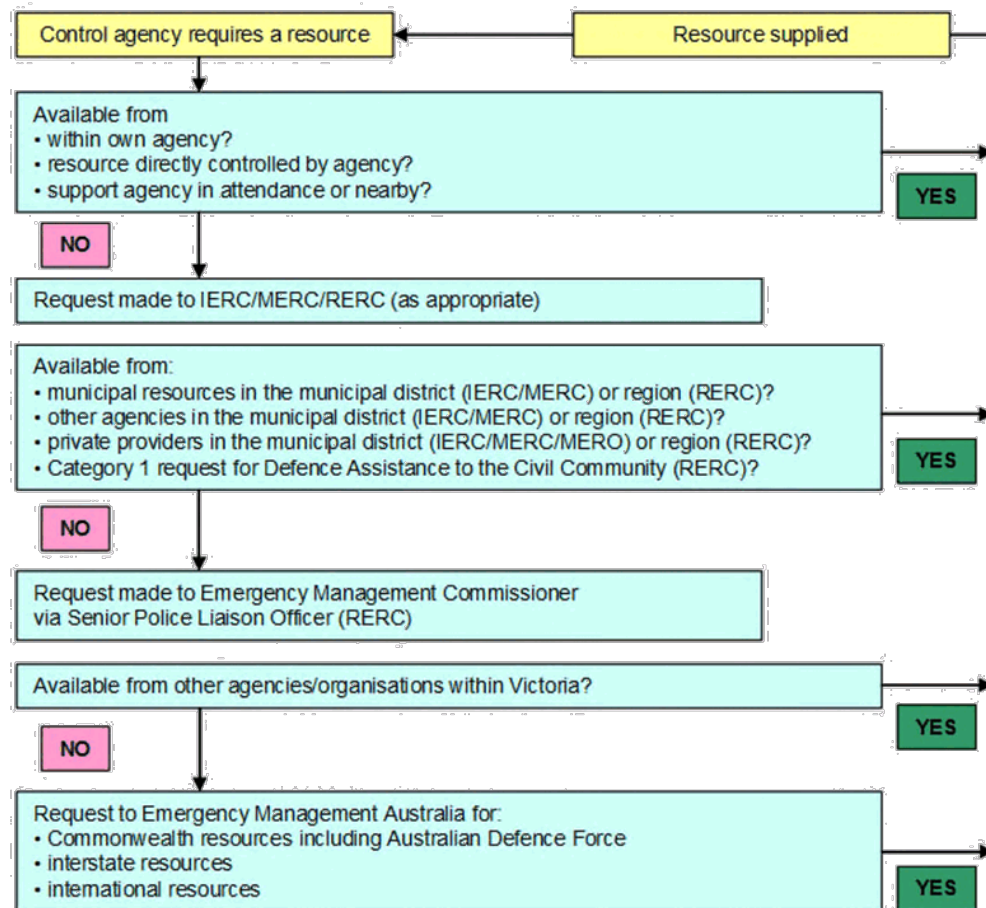 Control agency requires a resource
Resource supplied
Available from
• within own agency?
• resource directly controlled by agency?
• support agency in attendance or nearby?
YES
NO
Request made to IERC/MERC/RERC (as appropriate)
Available from:
• municipal resources in the municipal district (IERC/MERC) or region (RERC)?
• other agencies in the municipal district (IERC/MERC) or region (RERC)?
• private providers in the municipal district (IERC/MERC/MERO) or region (RERC)?
• Category 1 request for Defence Assistance to the Civil Community (RERC)?
YES
NO
Request made to Emergency Management Commissioner
via Senior Police Liaison Officer (RERC)
Available from other agencies/organisations within Victoria?
YES
NO
Request to Emergency Management Australia for:
• Commonwealth resources including Australian Defence Force
• interstate resources
• international resources
YES